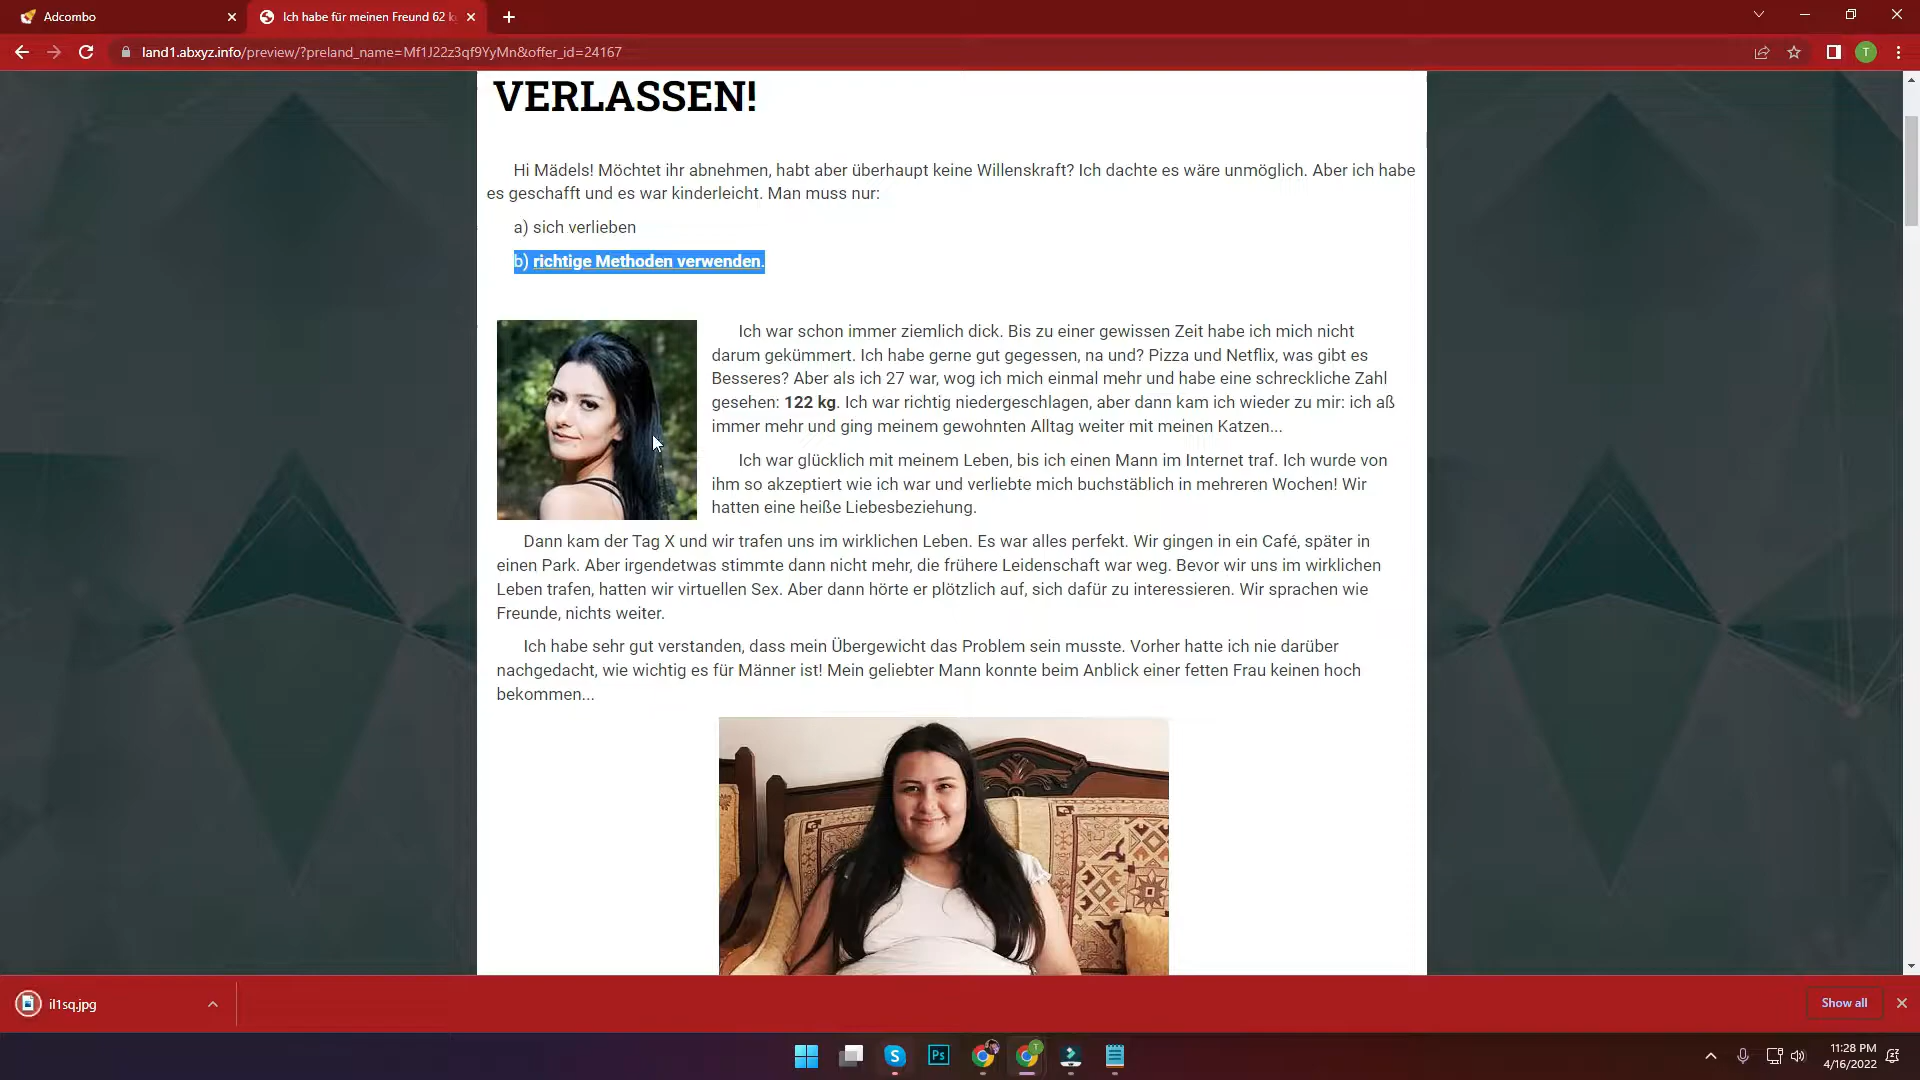 Adcombo
Ich habe für meinen Freund 62 k
land1.abxyz.info/preview/?preland_name=Mf1J22z3qf9YyMn&offer_id=24167
T
VERLASSEN!
Hi Mädels! Möchtet ihr abnehmen, habt aber überhaupt keine Willenskraft? Ich dachte es wäre unmöglich. Aber ich habe
es geschafft und es war kinderleicht. Man muss nur:
a) sich verlieben
b) richtige Methoden verwenden.
Ich war schon immer ziemlich dick. Bis zu einer gewissen Zeit habe ich mich nicht
darum gekümmert. Ich habe gerne gut gegessen, na und? Pizza und Netflix, was gibt es
Besseres? Aber als ich 27 war, wog ich mich einmal mehr und habe eine schreckliche Zahl
gesehen: 122 kg. Ich war richtig niedergeschlagen, aber dann kam ich wieder zu mir: ich aß
immer mehr und ging meinem gewohnten Alltag weiter mit meinen Katzen...
Ich war glücklich mit meinem Leben, bis ich einen Mann im Internet traf. Ich wurde von
ihm so akzeptiert wie ich war und verliebte mich buchstäblich in mehreren Wochen! Wir
hatten eine heiße Liebesbeziehung.
Dann kam der Tag X und wir trafen uns im wirklichen Leben. Es war alles perfekt. Wir gingen in ein Café, später in
einen Park. Aber irgendetwas stimmte dann nicht mehr, die frühere Leidenschaft war weg. Bevor wir uns im wirklichen
Leben trafen, hatten wir virtuellen Sex. Aber dann hörte er plötzlich auf, sich dafür zu interessieren. Wir sprachen wie
Freunde, nichts weiter.
Ich habe sehr gut verstanden, dass mein Übergewicht das Problem sein musste. Vorher hatte ich nie darüber
nachgedacht, wie wichtig es für Männer ist! Mein geliebter Mann konnte beim Anblick einer fetten Frau keinen hoch
bekommen...
il1sq.jpg
Show all
S
Ps
T
11:28 PM
4/16/2022